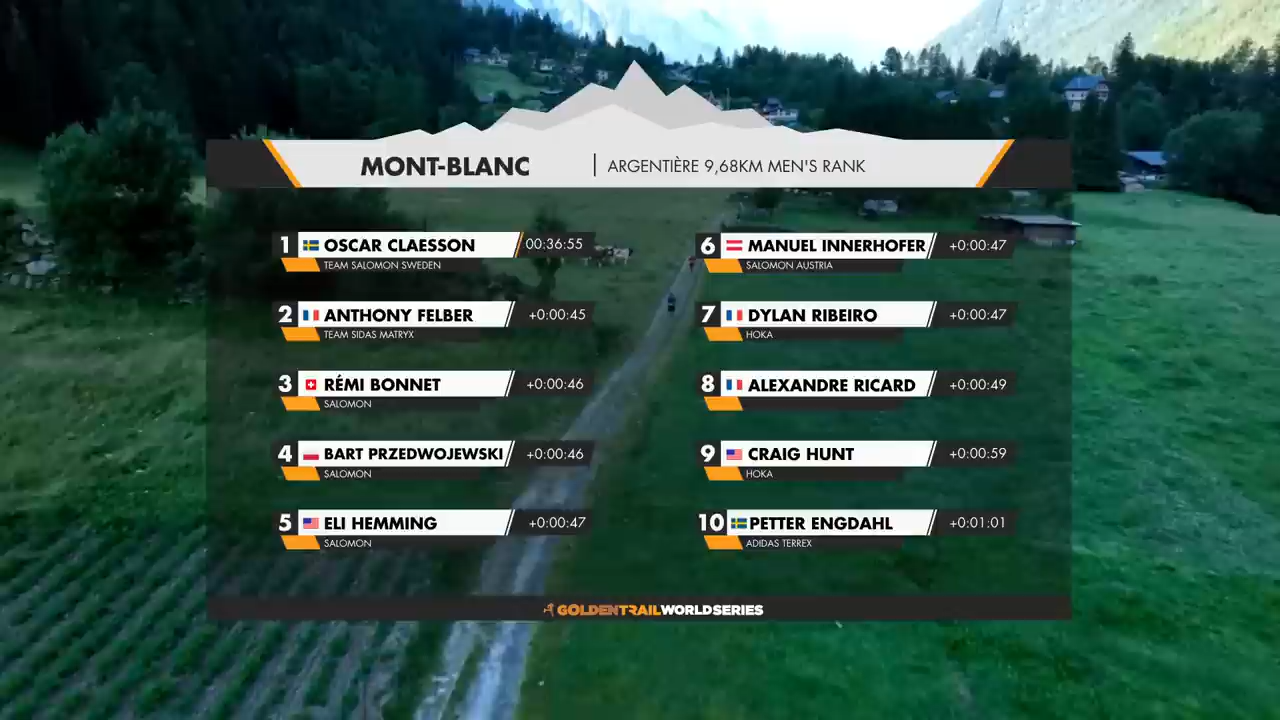 MONT-BLANC | ARGENTIÈRE 9,68KM MEN'S RANK
1 OSCAR CLAESSON 00:36:55
TEAM SALOMON SWEDEN
2 ANTHONY FELBER +0:00:45
TEAM SIDAS MATRYX
3 RÉMI BONNET +0:00:46
SALOMON
4 BART PRZEDWOJEWSKI +0:00:46
SALOMON
5 ELI HEMMING +0:00:47
SALOMON
6 MANUEL INNERHOFER +0:00:47
SALOMON AUSTRIA
7 DYLAN RIBEIRO +0:00:47
HOKA
8 ALEXANDRE RICARD +0:00:49
9 CRAIG HUNT +0:00:59
HOKA
10 PETTER ENGDAHL +0:01:01
ADIDAS TERREX
GOLDENTRAILWORLDSERIES